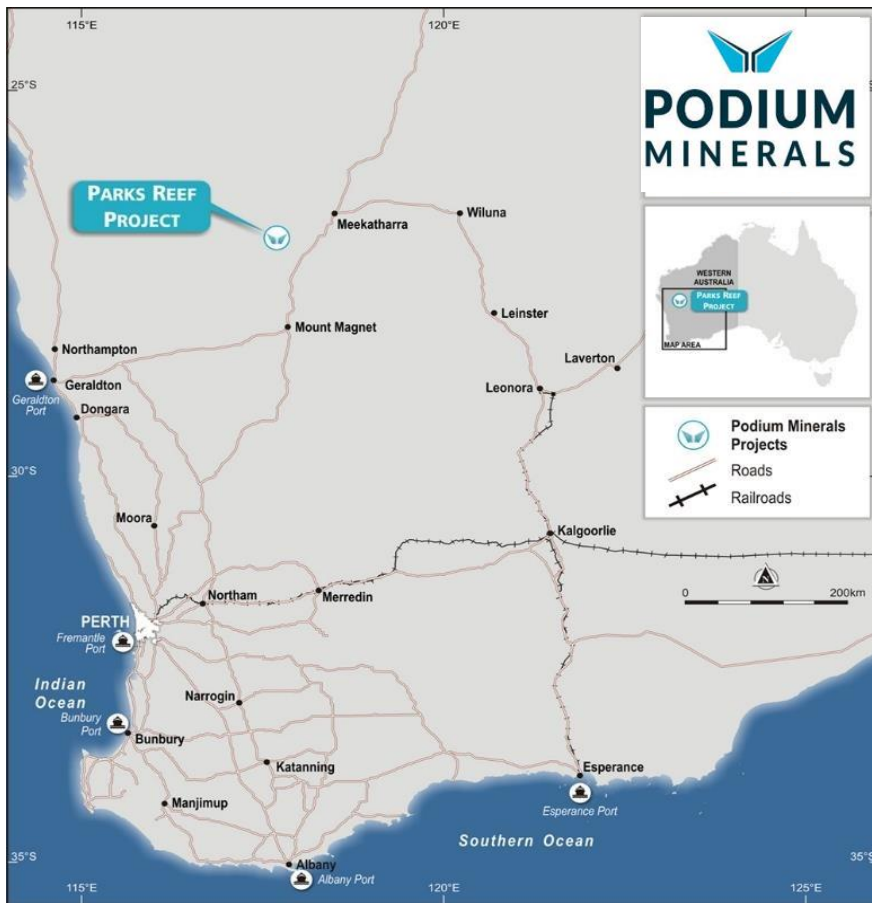 115°E
120°E
25°S
PODIUM
MINERALS
PARKS REEF
PROJECT
Meekatharra
Wiluna
WESTERN
AUSTRALIA
PARKS REEF
PROJECT
MAP AREA
Leinster
Mount Magnet
Laverton
Northampton
Leonora
Geraldton
Geraldton
Port
Dongara
Podium Minerals
Projects
Roads
Railroads
30°S
Moora
Kalgoorlie
N
0
200km
Northam
Merredin
PERTH
Fremantle
Port
Indian
Ocean
Narrogin
Bunbury
Port
Bunbury
Katanning
Esperance
Manjimup
Esperance Port
Southern Ocean
35°S
35°S
Albany
Albany Port
115°E
120°E
125°E